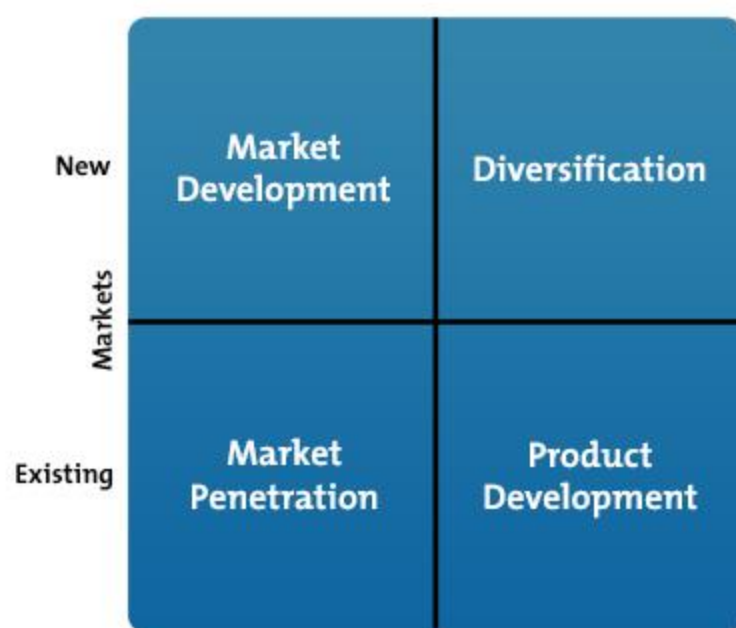 New
Market
Development
Diversification
Markets
Existing
Market
Penetration
Product
Development